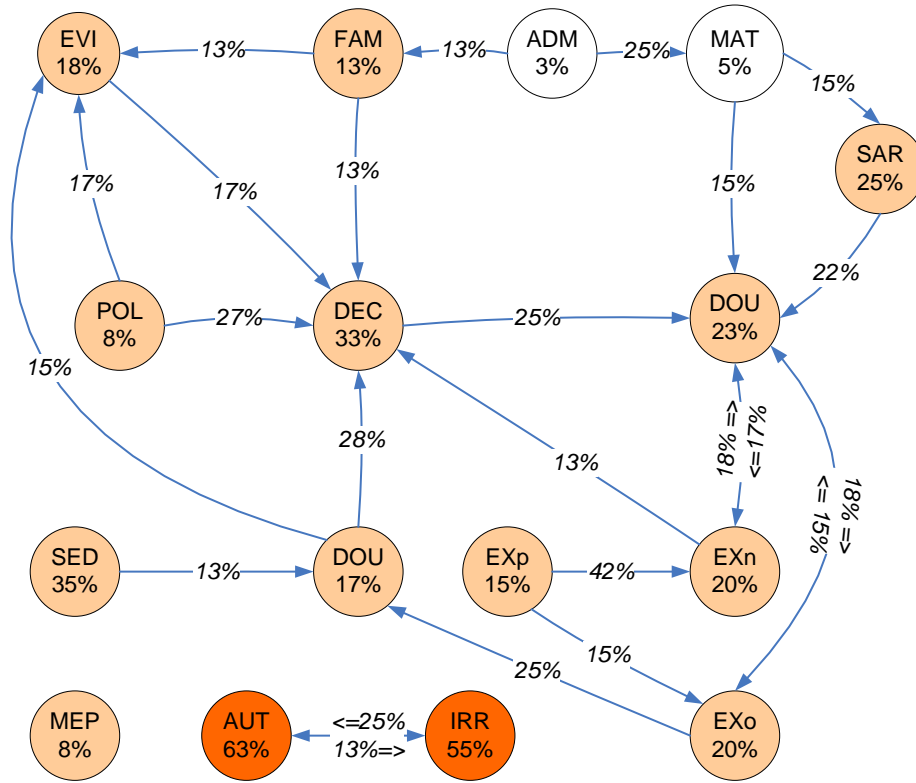 EVI
18%
13%
FAM
13%
13%
ADM
3%
25%
MAT
5%
15%
SAR
25%
17%
17%
13%
15%
22%
POL
8%
27%
DEC
33%
25%
DOU
23%
15%
28%
13%
<= %81
%17=>
18% =>
<= 15%
SED
35%
13%
DOU
17%
EXp
15%
42%
EXn
20%
25%
15%
MEP
8%
AUT
63%
<=25%
13%=>
IRR
55%
EXo
20%